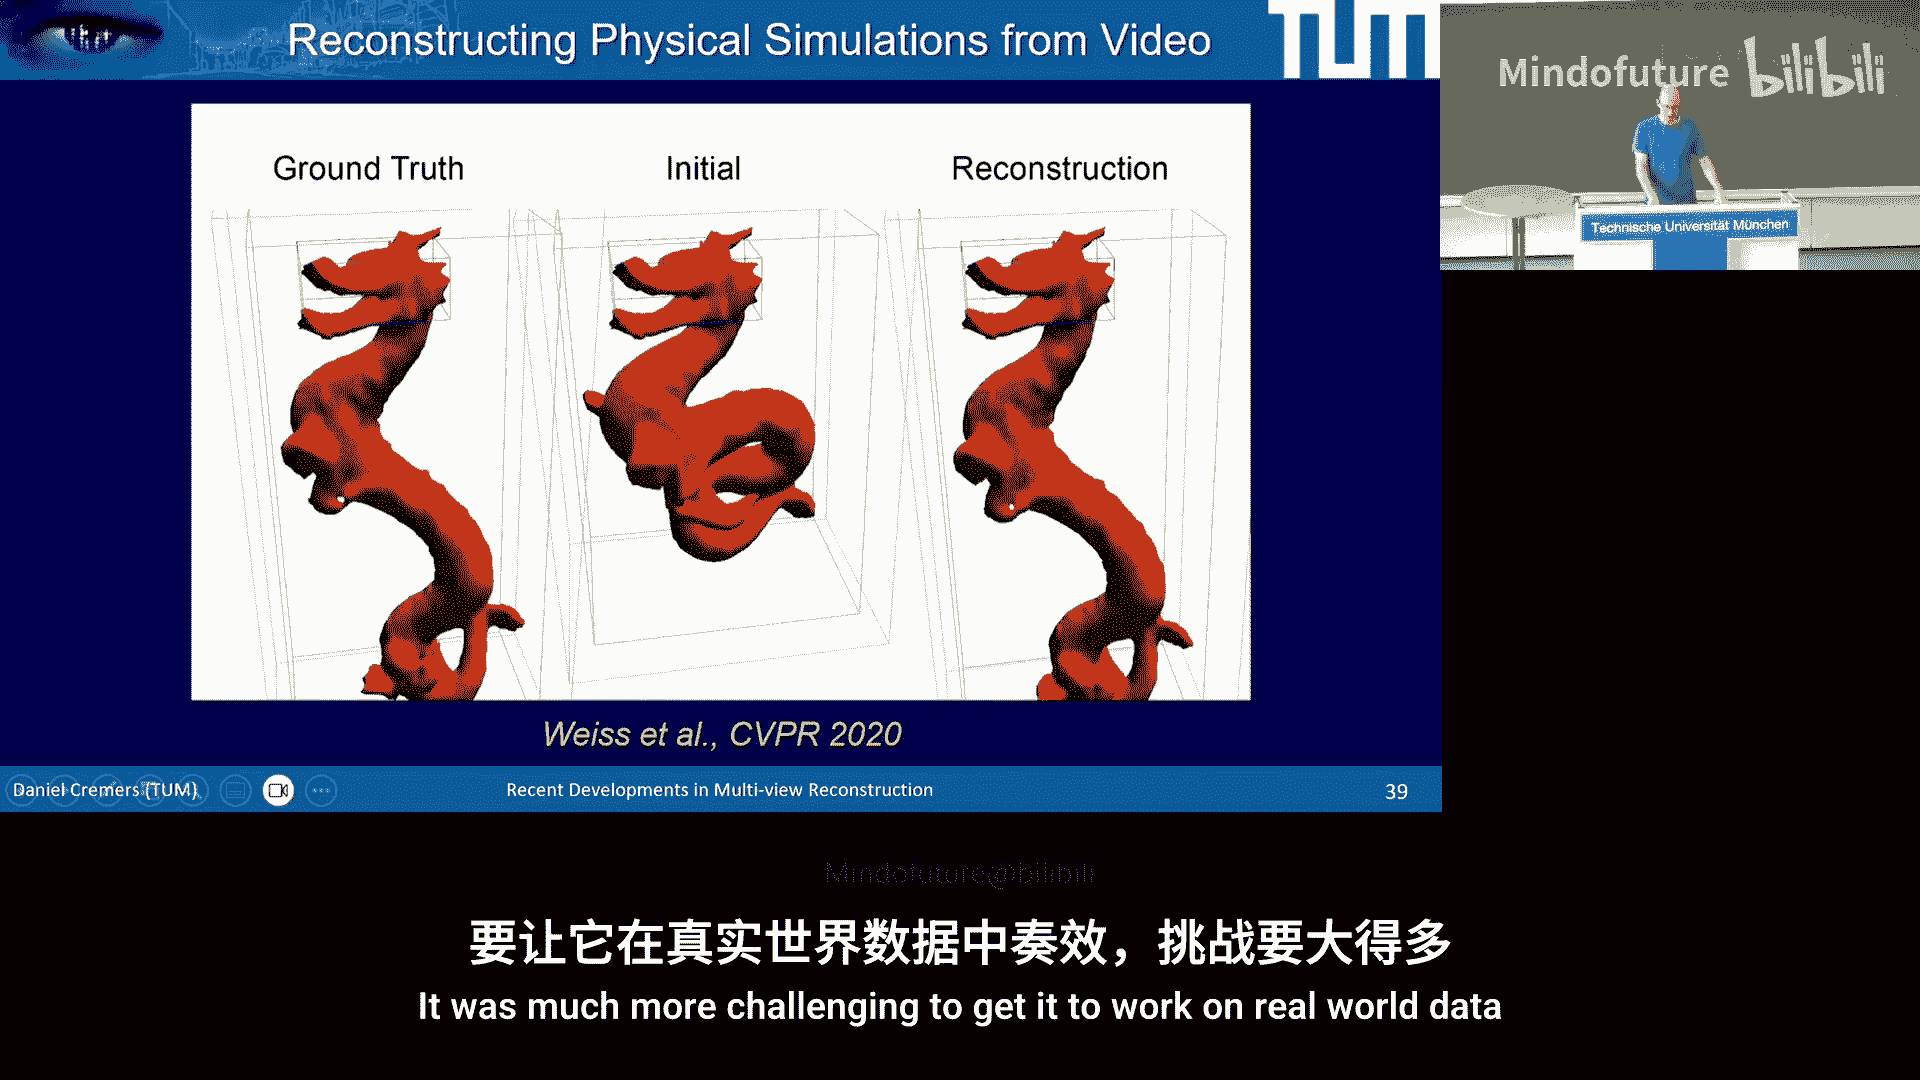 Reconstructing Physical Simulations from Video
TUM
Mindofuture bilibili
Technische Universität München
Ground Truth
Initial
Reconstruction
Weiss et al., CVPR 2020
Daniel Cremers (TUM)
Recent Developments in Multi-view Reconstruction
39
Mindofuture@bilibili
要让它在真实世界数据中奏效，挑战要大得多
It was much more challenging to get it to work on real world data